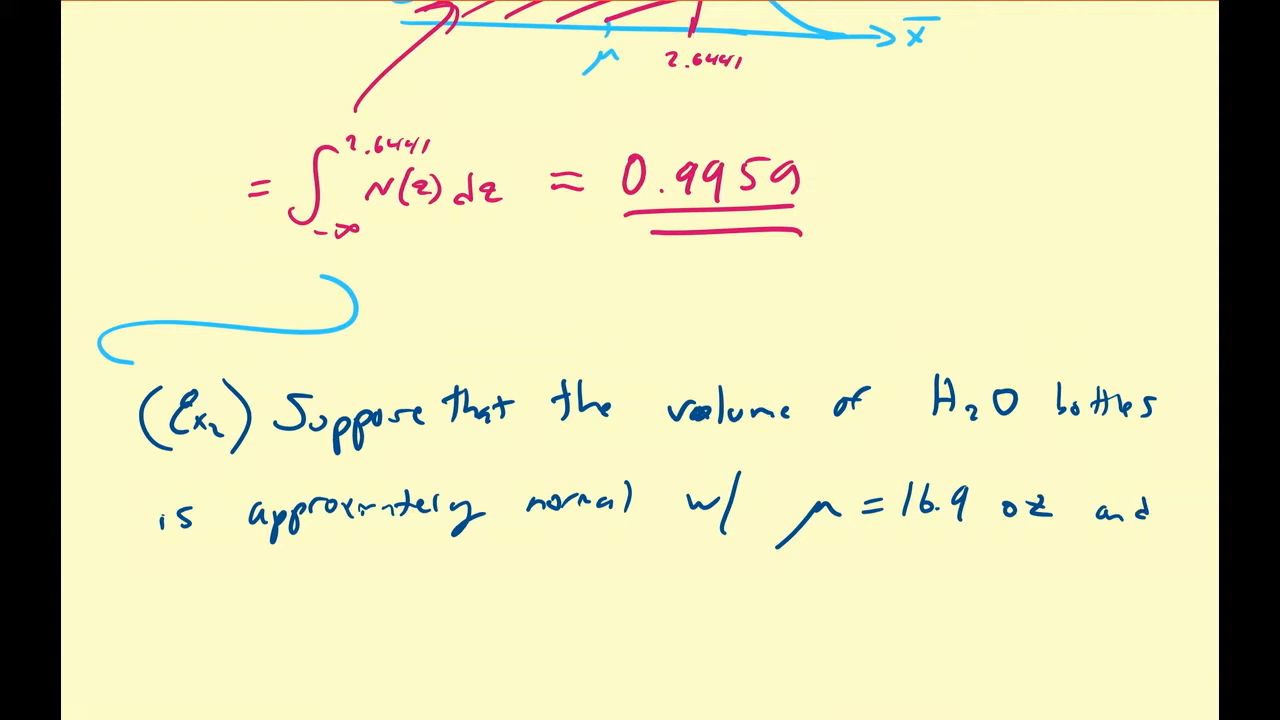 x̄
μ 2.6441
= ∫_{-∞}^{2.6441} N(z) dz ≈ 0.9959
(Ex₂) Suppose that the volume of H₂O bottles
is approximately normal w/ μ = 16.9 oz and